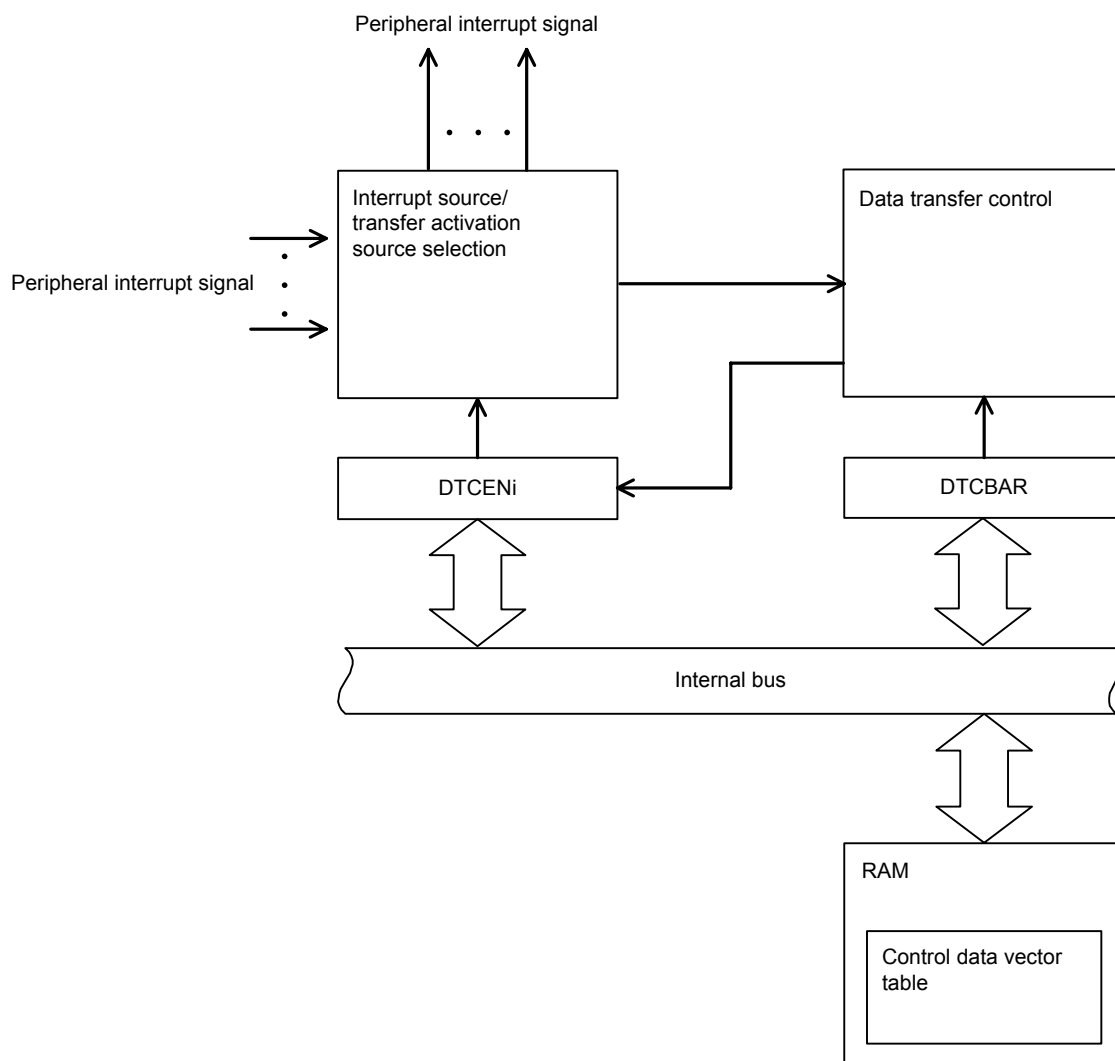 Peripheral interrupt signal
Interrupt source/
transfer activation
source selection
Data transfer control
Peripheral interrupt signal
DTCENi
DTCBAR
Internal bus
RAM
Control data vector
table